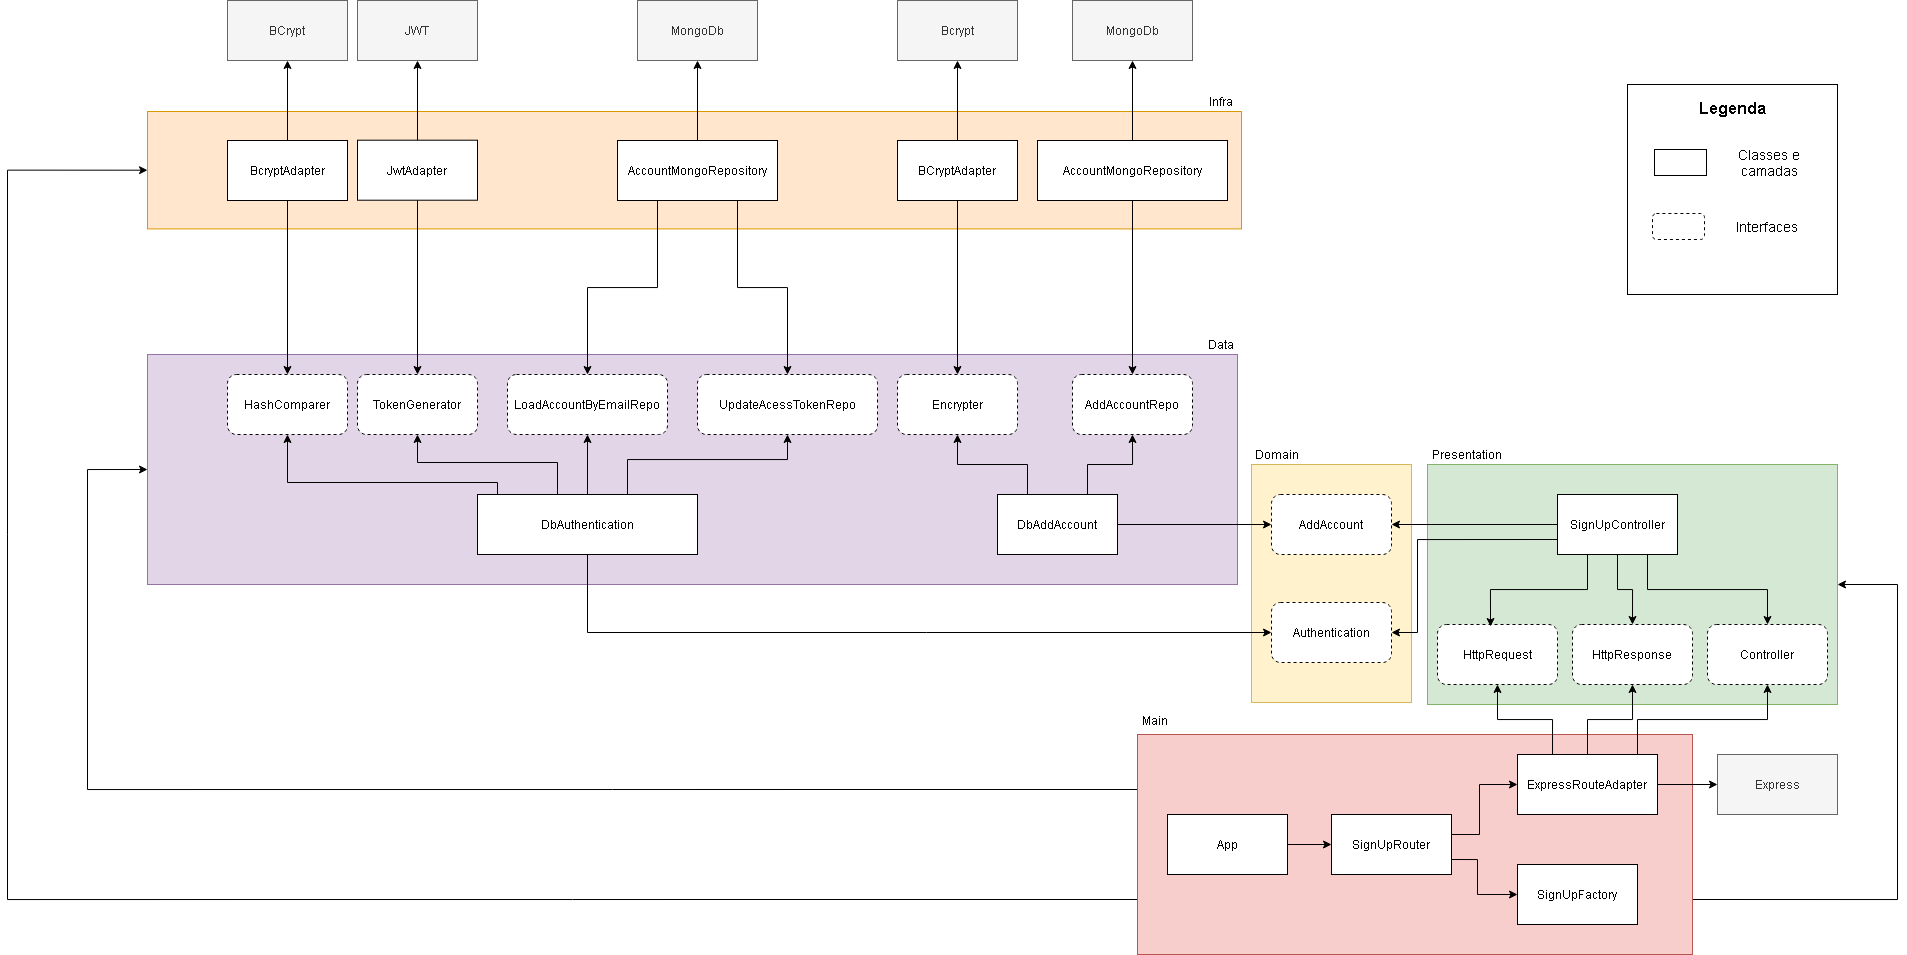 BCrypt
JWT
MongoDb
Bcrypt
MongoDb
Infra
Legenda
Classes e
camadas
Interfaces
BcryptAdapter
JwtAdapter
AccountMongoRepository
BCryptAdapter
AccountMongoRepository
Data
HashComparer
TokenGenerator
LoadAccountByEmailRepo
UpdateAcessTokenRepo
Encrypter
AddAccountRepo
DbAuthentication
DbAddAccount
Domain
AddAccount
Authentication
Presentation
SignUpController
HttpRequest
HttpResponse
Controller
Main
ExpressRouteAdapter
Express
App
SignUpRouter
SignUpFactory